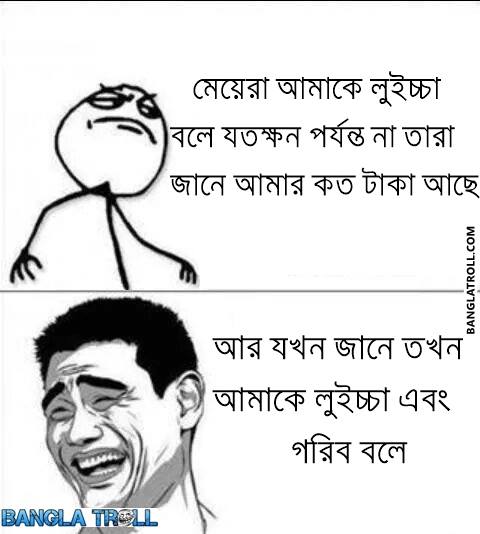 মেয়েরা আমাকে লুইচ্চা
বলে যতক্ষন পর্যন্ত না তারা
জানে আমার কত টাকা আছে
BANGLATROLL.COM
আর যখন জানে তখন
আমাকে লুইচ্চা এবং
গরিব বলে
BANGLA TROLL